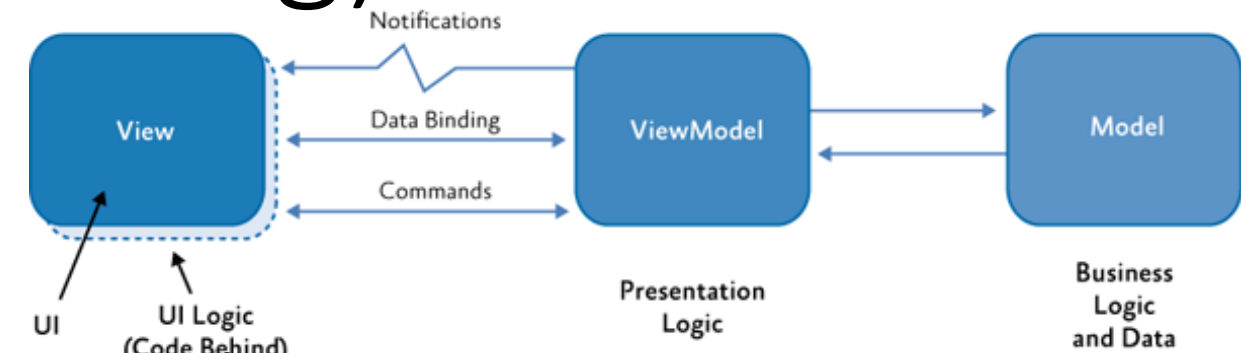 Notifications
View
Data Binding
ViewModel
Model
Commands
UI
UI Logic
(Code Behind)
Presentation
Logic
Business
Logic
and Data